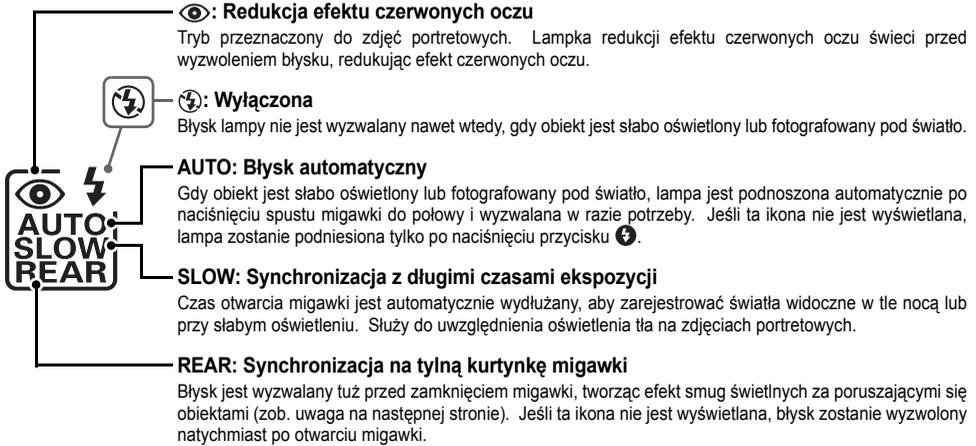 : Redukcja efektu czerwonych oczu
Tryb przeznaczony do zdjęć portretowych. Lampka redukcji efektu czerwonych oczu świeci przed
wyzwoleniem błysku, redukując efekt czerwonych oczu.
: Wyłączona
Błysk lampy nie jest wyzwalany nawet wtedy, gdy obiekt jest słabo oświetlony lub fotografowany pod światło.
AUTO: Błysk automatyczny
Gdy obiekt jest słabo oświetlony lub fotografowany pod światło, lampa jest podnoszona automatycznie po
naciśnięciu spustu migawki do połowy i wyzwalana w razie potrzeby. Jeśli ta ikona nie jest wyświetlana,
lampa zostanie podniesiona tylko po naciśnięciu przycisku .
SLOW: Synchronizacja z długimi czasami ekspozycji
Czas otwarcia migawki jest automatycznie wydłużany, aby zarejestrować światła widoczne w tle nocą lub
przy słabym oświetleniu. Służy do uwzględnienia oświetlenia tła na zdjęciach portretowych.
REAR: Synchronizacja na tylną kurtynkę migawki
Błysk jest wyzwalany tuż przed zamknięciem migawki, tworząc efekt smug świetlnych za poruszającymi się
obiektami (zob. uwaga na następnej stronie). Jeśli ta ikona nie jest wyświetlana, błysk zostanie wyzwolony
natychmiast po otwarciu migawki.
AUTO
SLOW
REAR